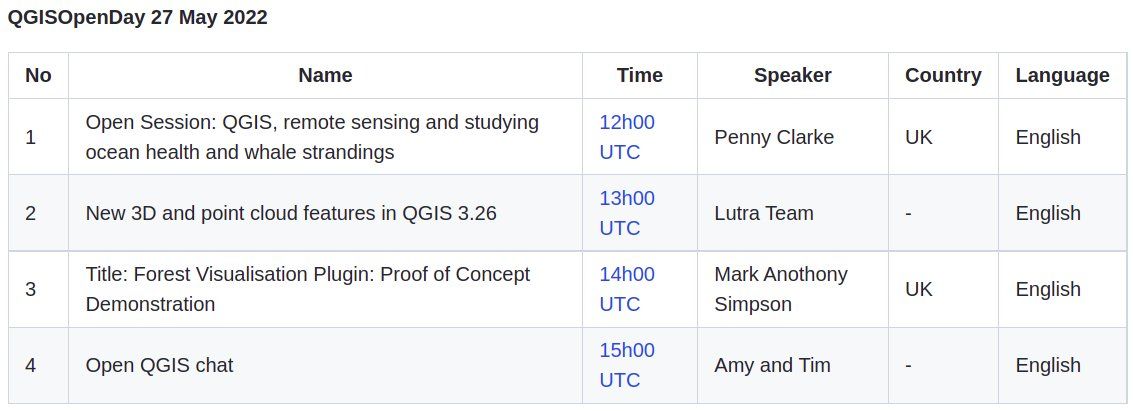 QGISOpenDay 27 May 2022
No Name Time Speaker Country Language
1 Open Session: QGIS, remote sensing and studying ocean health and whale strandings 12h00 UTC Penny Clarke UK English
2 New 3D and point cloud features in QGIS 3.26 13h00 UTC Lutra Team - English
3 Title: Forest Visualisation Plugin: Proof of Concept Demonstration 14h00 UTC Mark Anothony Simpson UK English
4 Open QGIS chat 15h00 UTC Amy and Tim - English